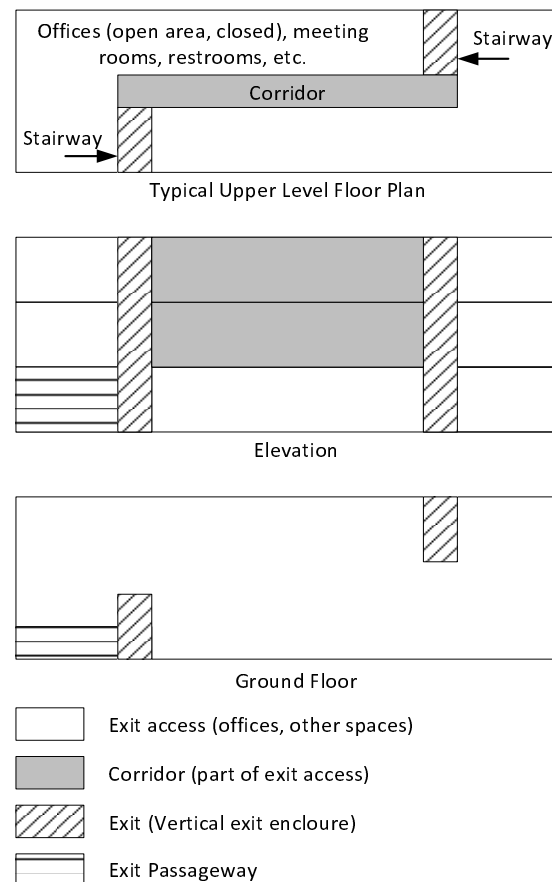 Offices (open area, closed), meeting
rooms, restrooms, etc.
Stairway
Corridor
Stairway
Typical Upper Level Floor Plan
Elevation
Ground Floor
Exit access (offices, other spaces)
Corridor (part of exit access)
Exit (Vertical exit encloure)
Exit Passageway